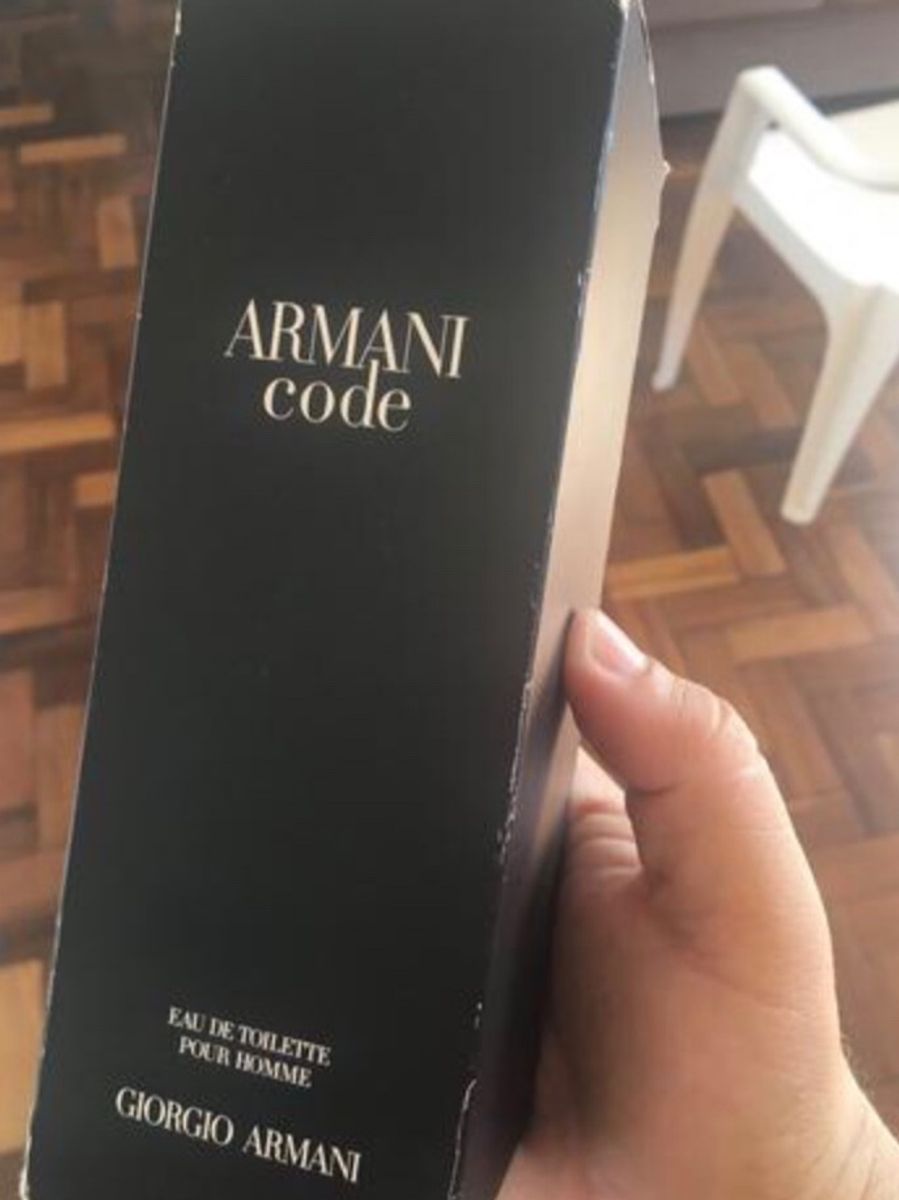 ARMANI
code
EAU DE TOILETTE
POUR HOMME
GIORGIO ARMANI